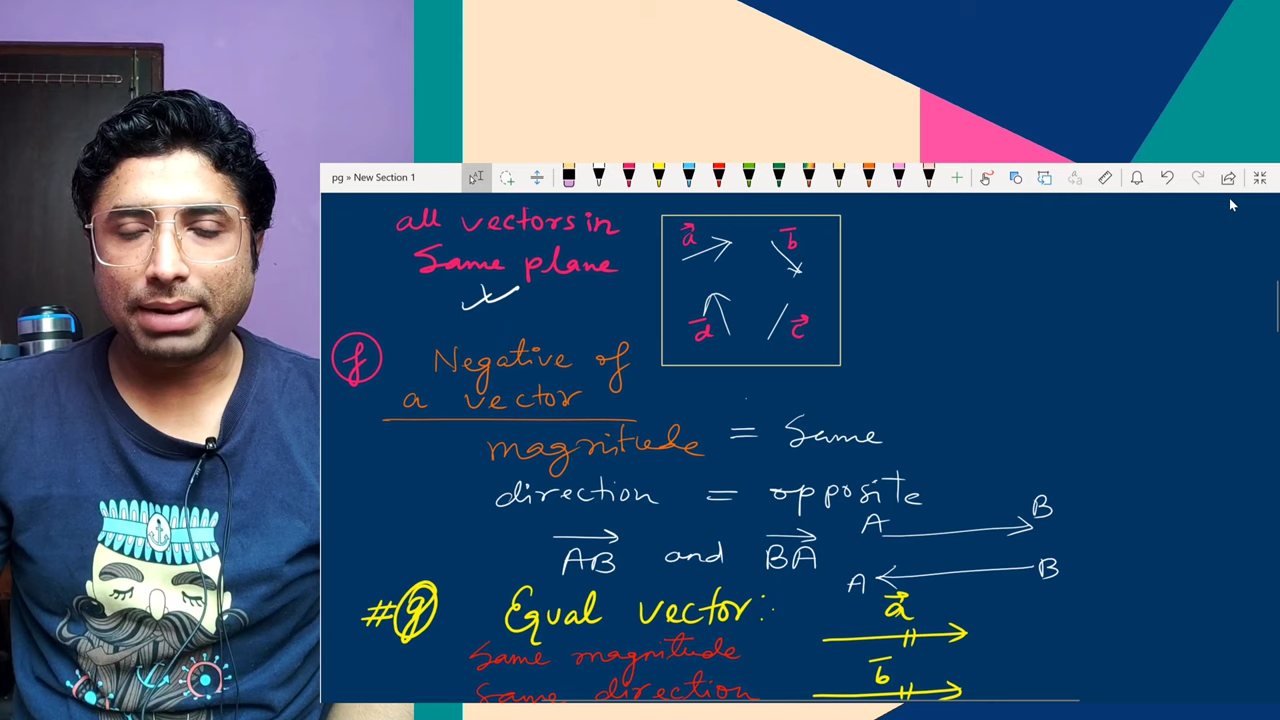 pg » New Section 1
all vectors in
Same plane
a⃗
b̅
d̅
c⃗
f
Negative of
a vector
magnitude = Same
direction = opposite
A B
AB⃗ and BA⃗
A B
# g Equal vector:
a⃗
same magnitude
b̅
same direction